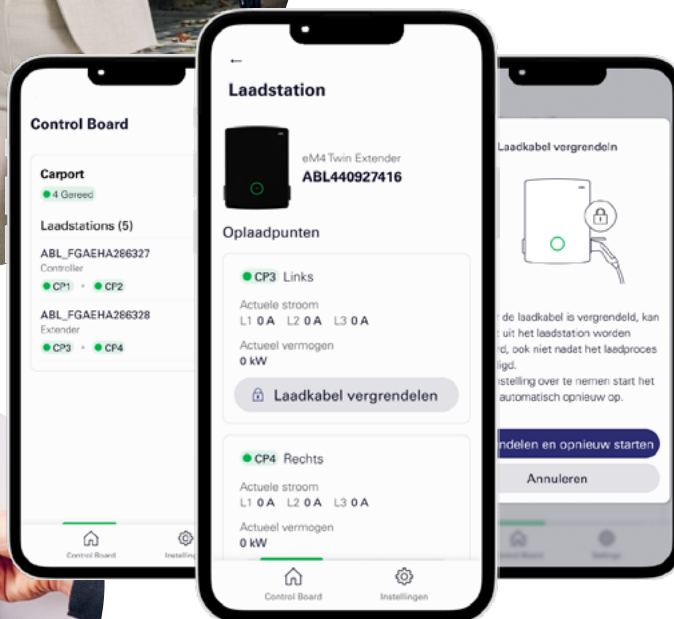 Control Board
Carport
4 Gereed
Laadstations (5)
ABL_FGAEHA286327
Controller
CP1 CP2
ABL_FGAEHA286328
Extender
CP3 CP4
Control Board Instelling
←
Laadstation
eM4 Twin Extender
ABL440927416
Oplaadpunten
CP3 Links
Actuele stroom
L1 0 A L2 0 A L3 0 A
Actueel vermogen
0 kW
Laadkabel vergrendelen
CP4 Rechts
Actuele stroom
L1 0 A L2 0 A L3 0 A
Actueel vermogen
0 kW
Control Board Instellingen
Laadkabel vergrendeln
de laadkabel is vergrendeld, kan
uit het laadstation worden
rd, ook niet nadat het laadproces
ligd.
nstelling over te nemen start het
automatisch opnieuw op.
ndelen en opnieuw starten
Annuleren
Settings